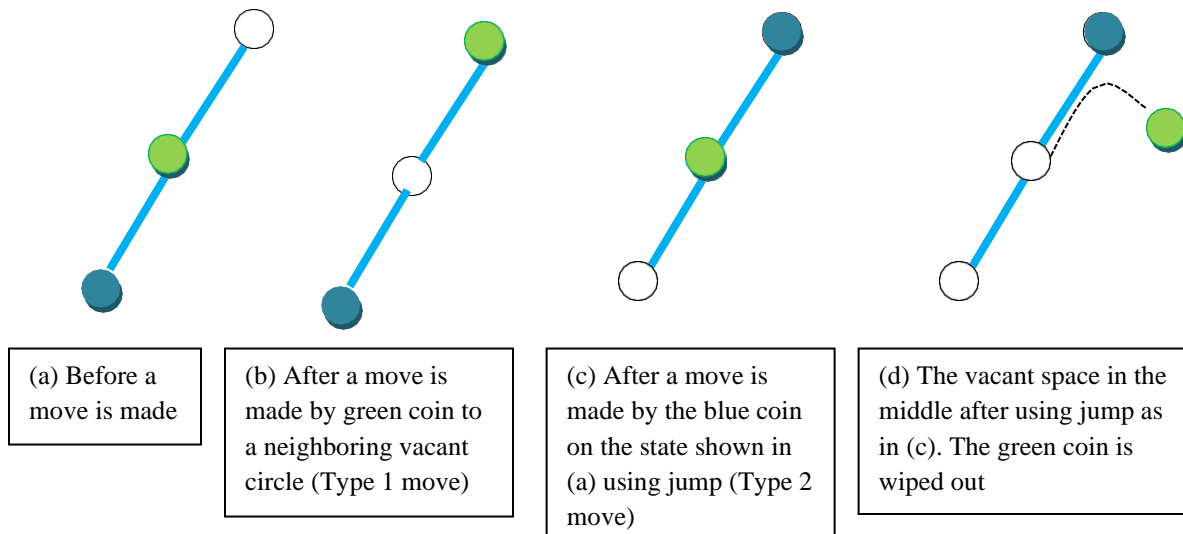 (a) Before a
move is made
(b) After a move is
made by green coin to
a neighboring vacant
circle (Type 1 move)
(c) After a move is
made by the blue coin
on the state shown in
(a) using jump (Type 2
move)
(d) The vacant space in the
middle after using jump as
in (c). The green coin is
wiped out